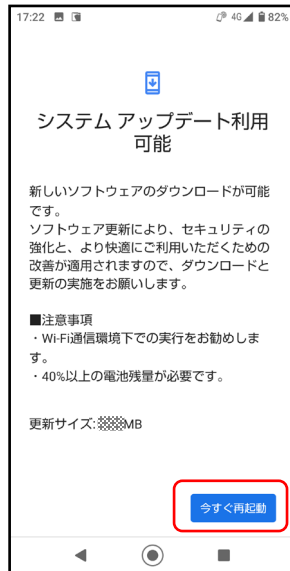 17:22 4G 82%
システム アップデート利用
可能
新しいソフトウェアのダウンロードが可能
です。
ソフトウェア更新により、セキュリティの
強化と、より快適にご利用いただくための
改善が適用されますので、ダウンロードと
更新の実施をお願いします。
■注意事項
・Wi-Fi通信環境下での実行をお勧めしま
す。
・40%以上の電池残量が必要です。
更新サイズ: MB
今すぐ再起動